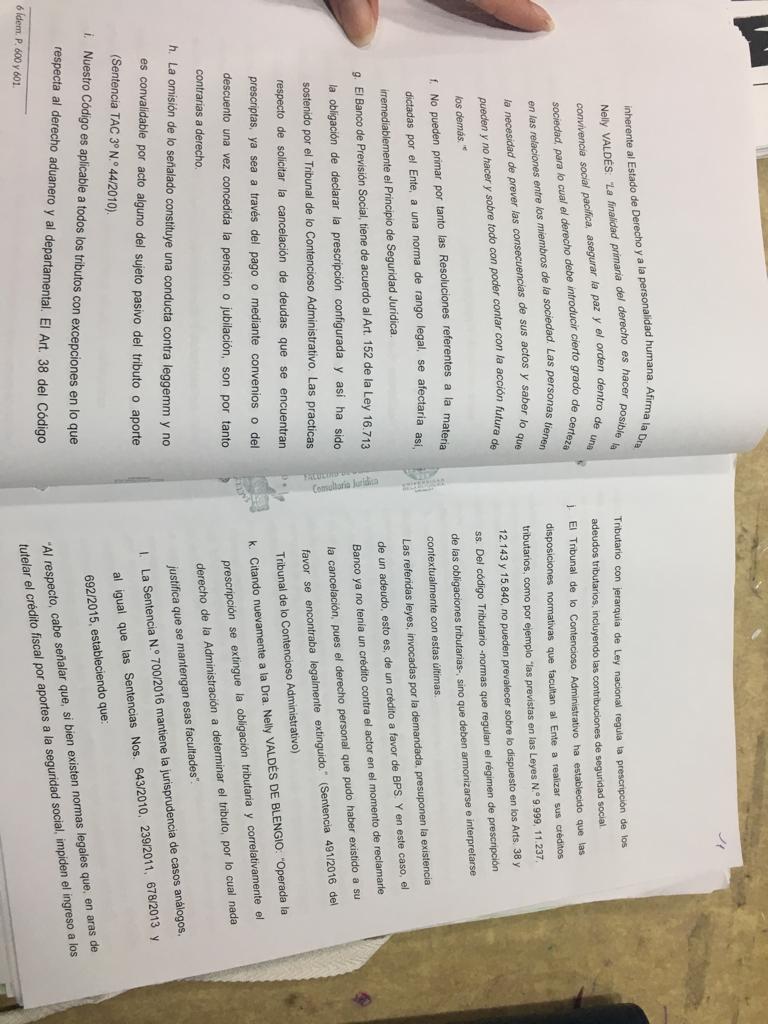 inherente al Estado de Derecho y a la personalidad humana. Afirma la Dra.
Nelly VALDÉS: "La finalidad primaria del derecho es hacer posible la
convivencia social pacifica, asegurar la paz y el orden dentro de una
sociedad, para lo cual el derecho debe introducir cierto grado de certeza
en las relaciones entre los miembros de la sociedad. Las personas tienen
la necesidad de prever las consecuencias de sus actos y saber lo que
pueden y no hacer y sobre todo con poder contar con la acción futura de
los demás."⁶
f. No pueden primar por tanto las Resoluciones referentes a la materia
dictadas por el Ente, a una norma de rango legal, se afectaría así,
irremediablemente el Principio de Seguridad Jurídica.
g. El Banco de Previsión Social, tiene de acuerdo al Art. 152 de la Ley 16.713
la obligación de declarar la prescripción configurada y así ha sido
sostenido por el Tribunal de lo Contencioso Administrativo. Las practicas
respecto de solicitar la cancelación de deudas que se encuentran
prescriptas, ya sea a través del pago o mediante convenios o del
descuento una vez concedida la pensión o jubilación, son por tanto
contrarias a derecho.
h. La omisión de lo señalado constituye una conducta contra leggemm y no
es convalidable por acto alguno del sujeto pasivo del tributo o aporte
(Sentencia TAC 3º N.º 44/2010).
i. Nuestro Código es aplicable a todos los tributos con excepciones en lo que
respecta al derecho aduanero y al departamental. El Art. 38 del Código
6 Ídem. P. 600 y 601.
Tributario con jerarquía de Ley nacional regula la prescripción de los
adeudos tributarios, incluyendo las contribuciones de seguridad social.
j. El Tribunal de lo Contencioso Administrativo ha establecido que las
disposiciones normativas que facultan al Ente a realizar sus créditos
tributarios, como por ejemplo "las previstas en las Leyes N.º 9.999, 11.237,
12.143 y 15.840, no pueden prevalecer sobre lo dispuesto en los Arts. 38 y
ss. Del código Tributario -normas que regulan el régimen de prescripción
de las obligaciones tributarias-, sino que deben armonizarse e interpretarse
contextualmente con estas últimas.
Las referidas leyes, invocadas por la demandada, presuponen la existencia
de un adeudo, esto es, de un crédito a favor de BPS. Y en este caso, el
Banco ya no tenía un crédito contra el actor en el momento de reclamarle
la cancelación, pues el derecho personal que pudo haber existido a su
favor se encontraba legalmente extinguido." (Sentencia 491/2016 del
Tribunal de lo Contencioso Administrativo)
k. Citando nuevamente a la Dra. Nelly VALDÉS DE BLENGIO: "Operada la
prescripción se extingue la obligación tributaria y correlativamente el
derecho de la Administración a determinar el tributo, por lo cual nada
justifica que se mantengan esas facultades".
l. La Sentencia N.º 700/2016 mantiene la jurisprudencia de casos análogos,
al igual que las Sentencias Nos. 643/2010, 239/2011, 678/2013 y
692/2015, estableciendo que:
"Al respecto, cabe señalar que, si bien existen normas legales que, en aras de
tutelar el crédito fiscal por aportes a la seguridad social, impiden el ingreso a los
Consultoria Jurídica